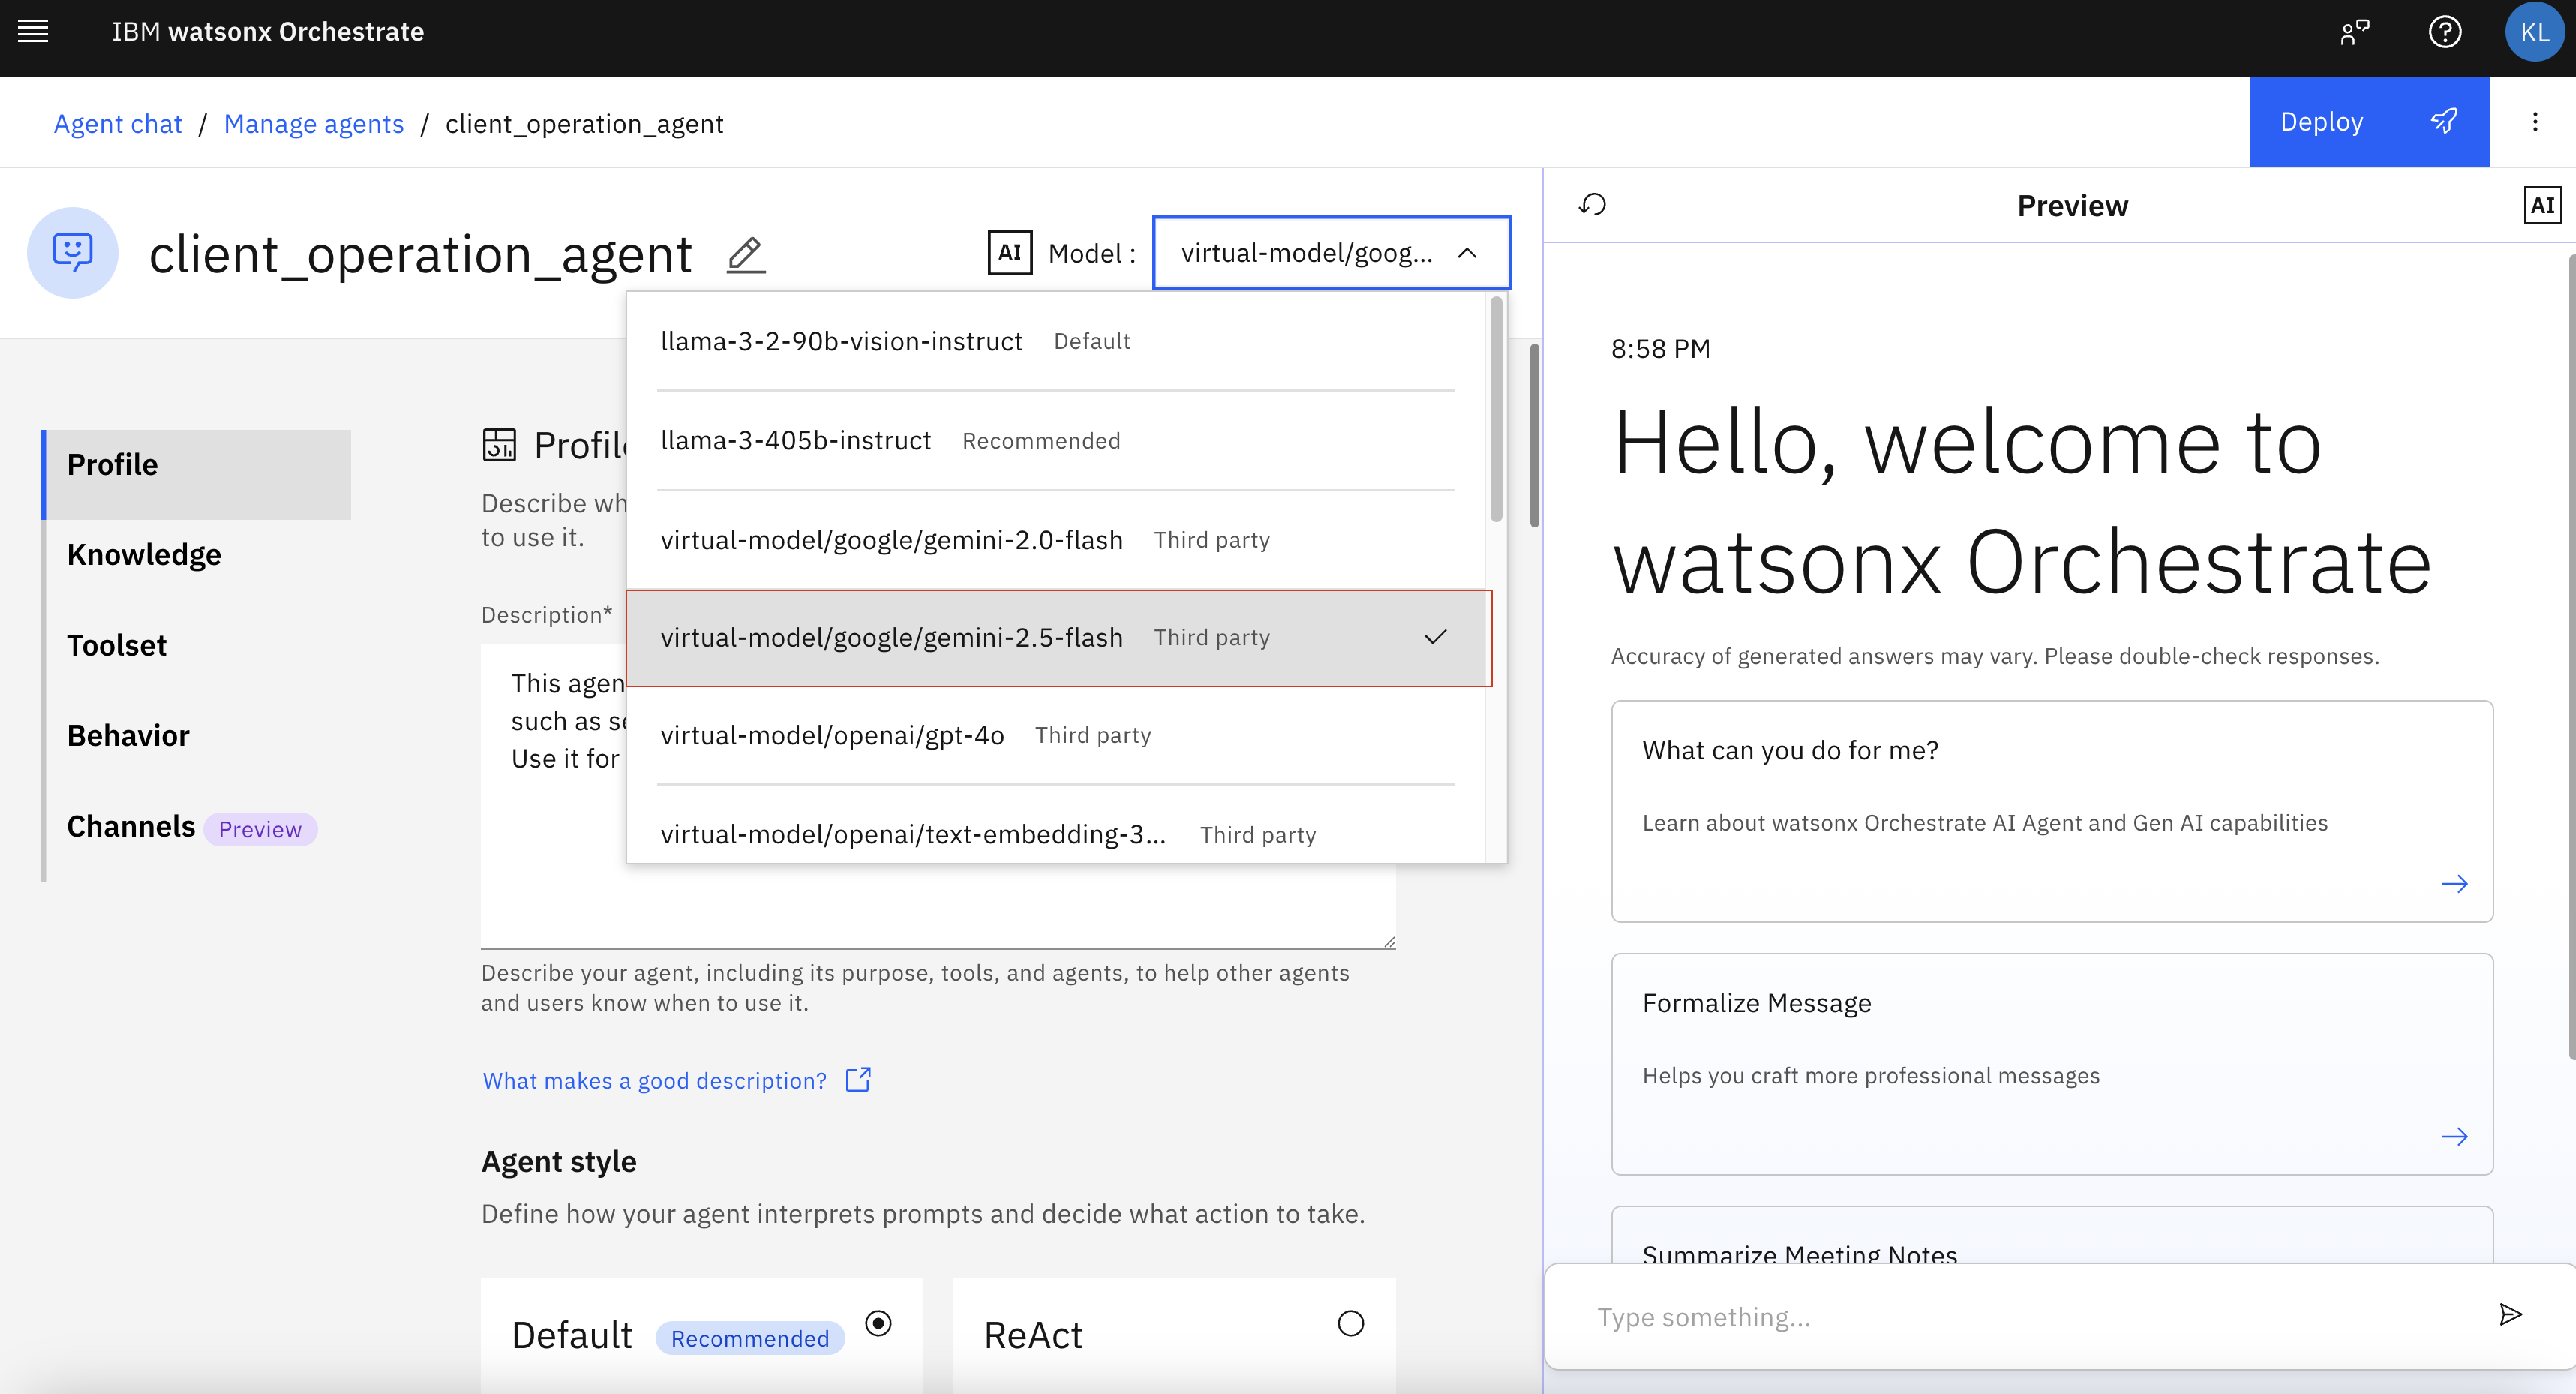 IBM watsonx Orchestrate
KL
Agent chat / Manage agents / client_operation_agent
Deploy
client_operation_agent
AI Model : virtual-model/goog...
llama-3-2-90b-vision-instruct Default
llama-3-405b-instruct Recommended
virtual-model/google/gemini-2.0-flash Third party
virtual-model/google/gemini-2.5-flash Third party
virtual-model/openai/gpt-4o Third party
virtual-model/openai/text-embedding-3... Third party
Profile
Knowledge
Toolset
Behavior
Channels Preview
Profile
Describe wh
to use it.
Description*
This agen
such as se
Use it for
Describe your agent, including its purpose, tools, and agents, to help other agents
and users know when to use it.
What makes a good description?
Agent style
Define how your agent interprets prompts and decide what action to take.
Default Recommended
ReAct
Preview
AI
8:58 PM
Hello, welcome to
watsonx Orchestrate
Accuracy of generated answers may vary. Please double-check responses.
What can you do for me?
Learn about watsonx Orchestrate AI Agent and Gen AI capabilities
Formalize Message
Helps you craft more professional messages
Summarize Meeting Notes
Type something...